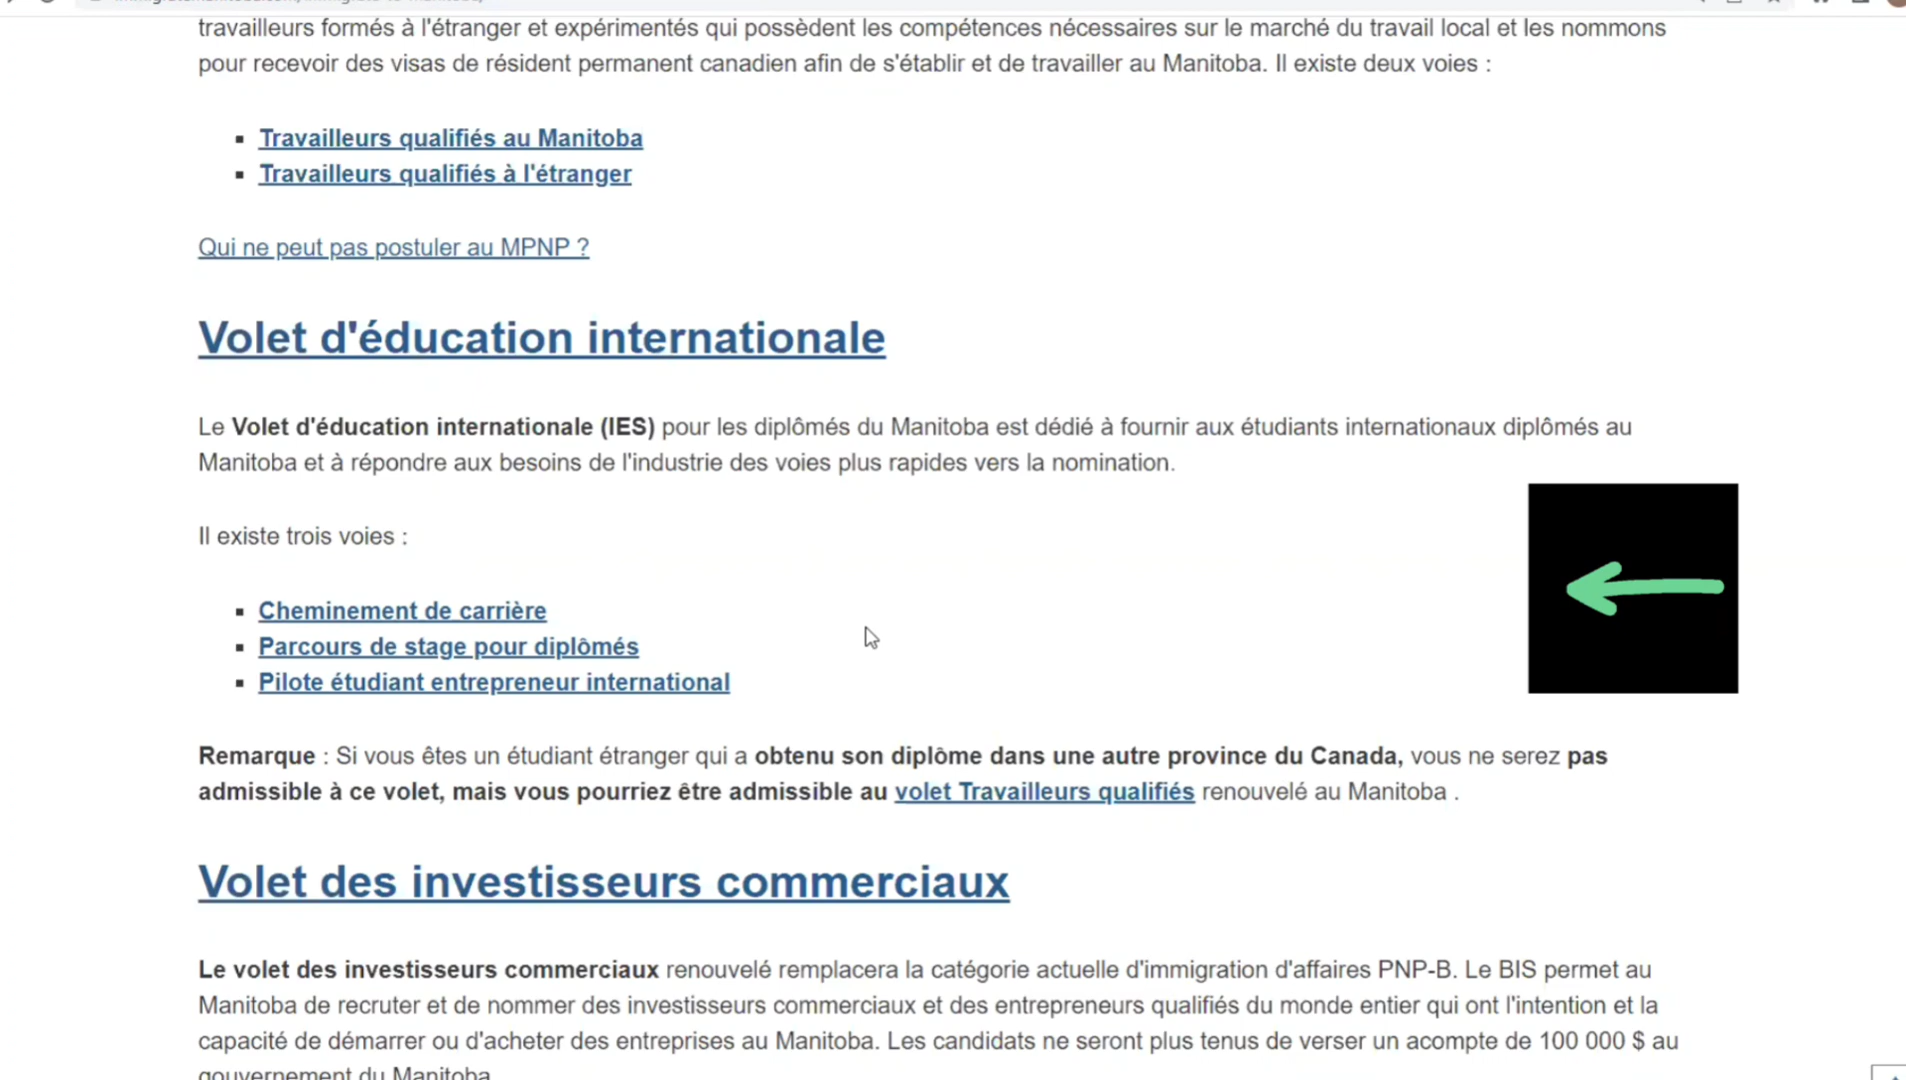 travailleurs formés à l'étranger et expérimentés qui possèdent les compétences nécessaires sur le marché du travail local et les nommons
pour recevoir des visas de résident permanent canadien afin de s'établir et de travailler au Manitoba. Il existe deux voies :
Travailleurs qualifiés au Manitoba
Travailleurs qualifiés à l'étranger
Qui ne peut pas postuler au MPNP ?
Volet d'éducation internationale
Le Volet d'éducation internationale (IES) pour les diplômés du Manitoba est dédié à fournir aux étudiants internationaux diplômés au
Manitoba et à répondre aux besoins de l'industrie des voies plus rapides vers la nomination.
Il existe trois voies :
Cheminement de carrière
Parcours de stage pour diplômés
Pilote étudiant entrepreneur international
Remarque : Si vous êtes un étudiant étranger qui a obtenu son diplôme dans une autre province du Canada, vous ne serez pas
admissible à ce volet, mais vous pourriez être admissible au volet Travailleurs qualifiés renouvelé au Manitoba .
Volet des investisseurs commerciaux
Le volet des investisseurs commerciaux renouvelé remplacera la catégorie actuelle d'immigration d'affaires PNP-B. Le BIS permet au
Manitoba de recruter et de nommer des investisseurs commerciaux et des entrepreneurs qualifiés du monde entier qui ont l'intention et la
capacité de démarrer ou d'acheter des entreprises au Manitoba. Les candidats ne seront plus tenus de verser un acompte de 100 000 $ au
gouvernement du Manitoba.